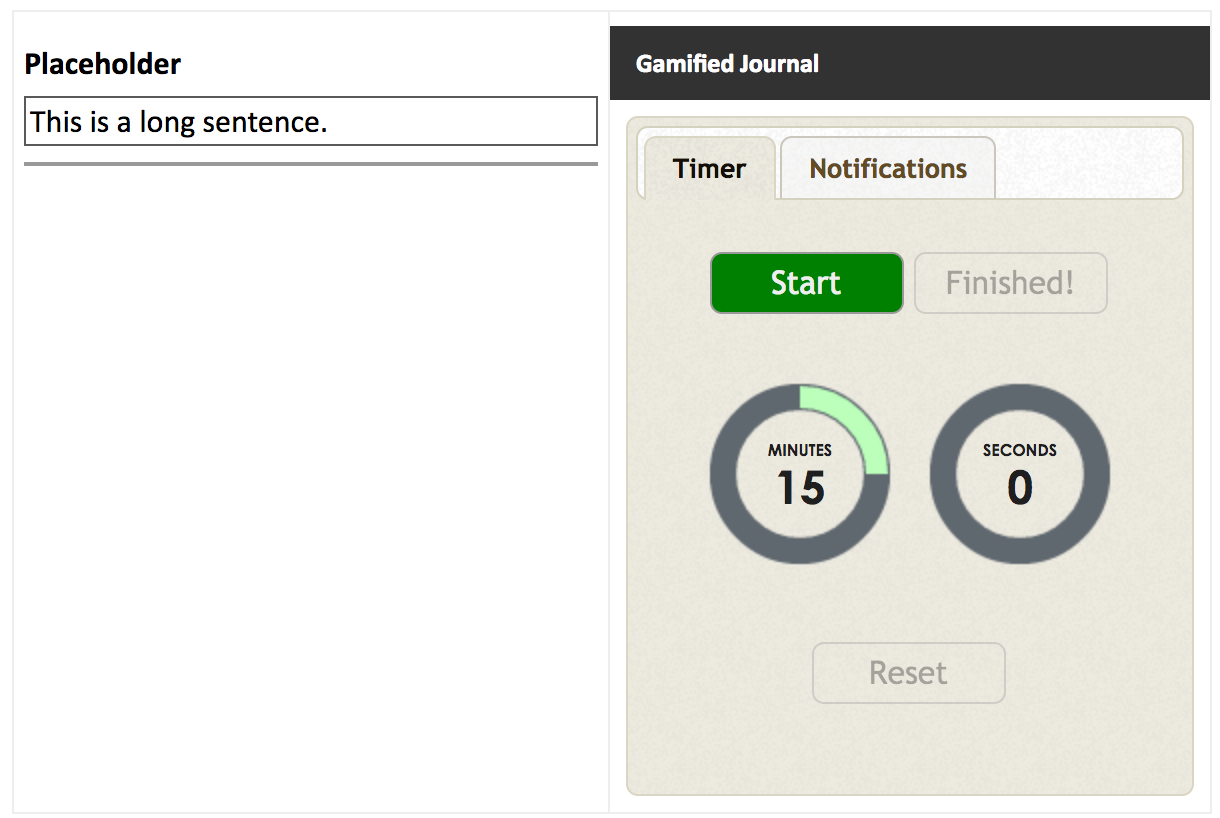 Placeholder
This is a long sentence.
Gamified Journal
Timer
Notifications
Start
Finished!
MINUTES
15
SECONDS
0
Reset